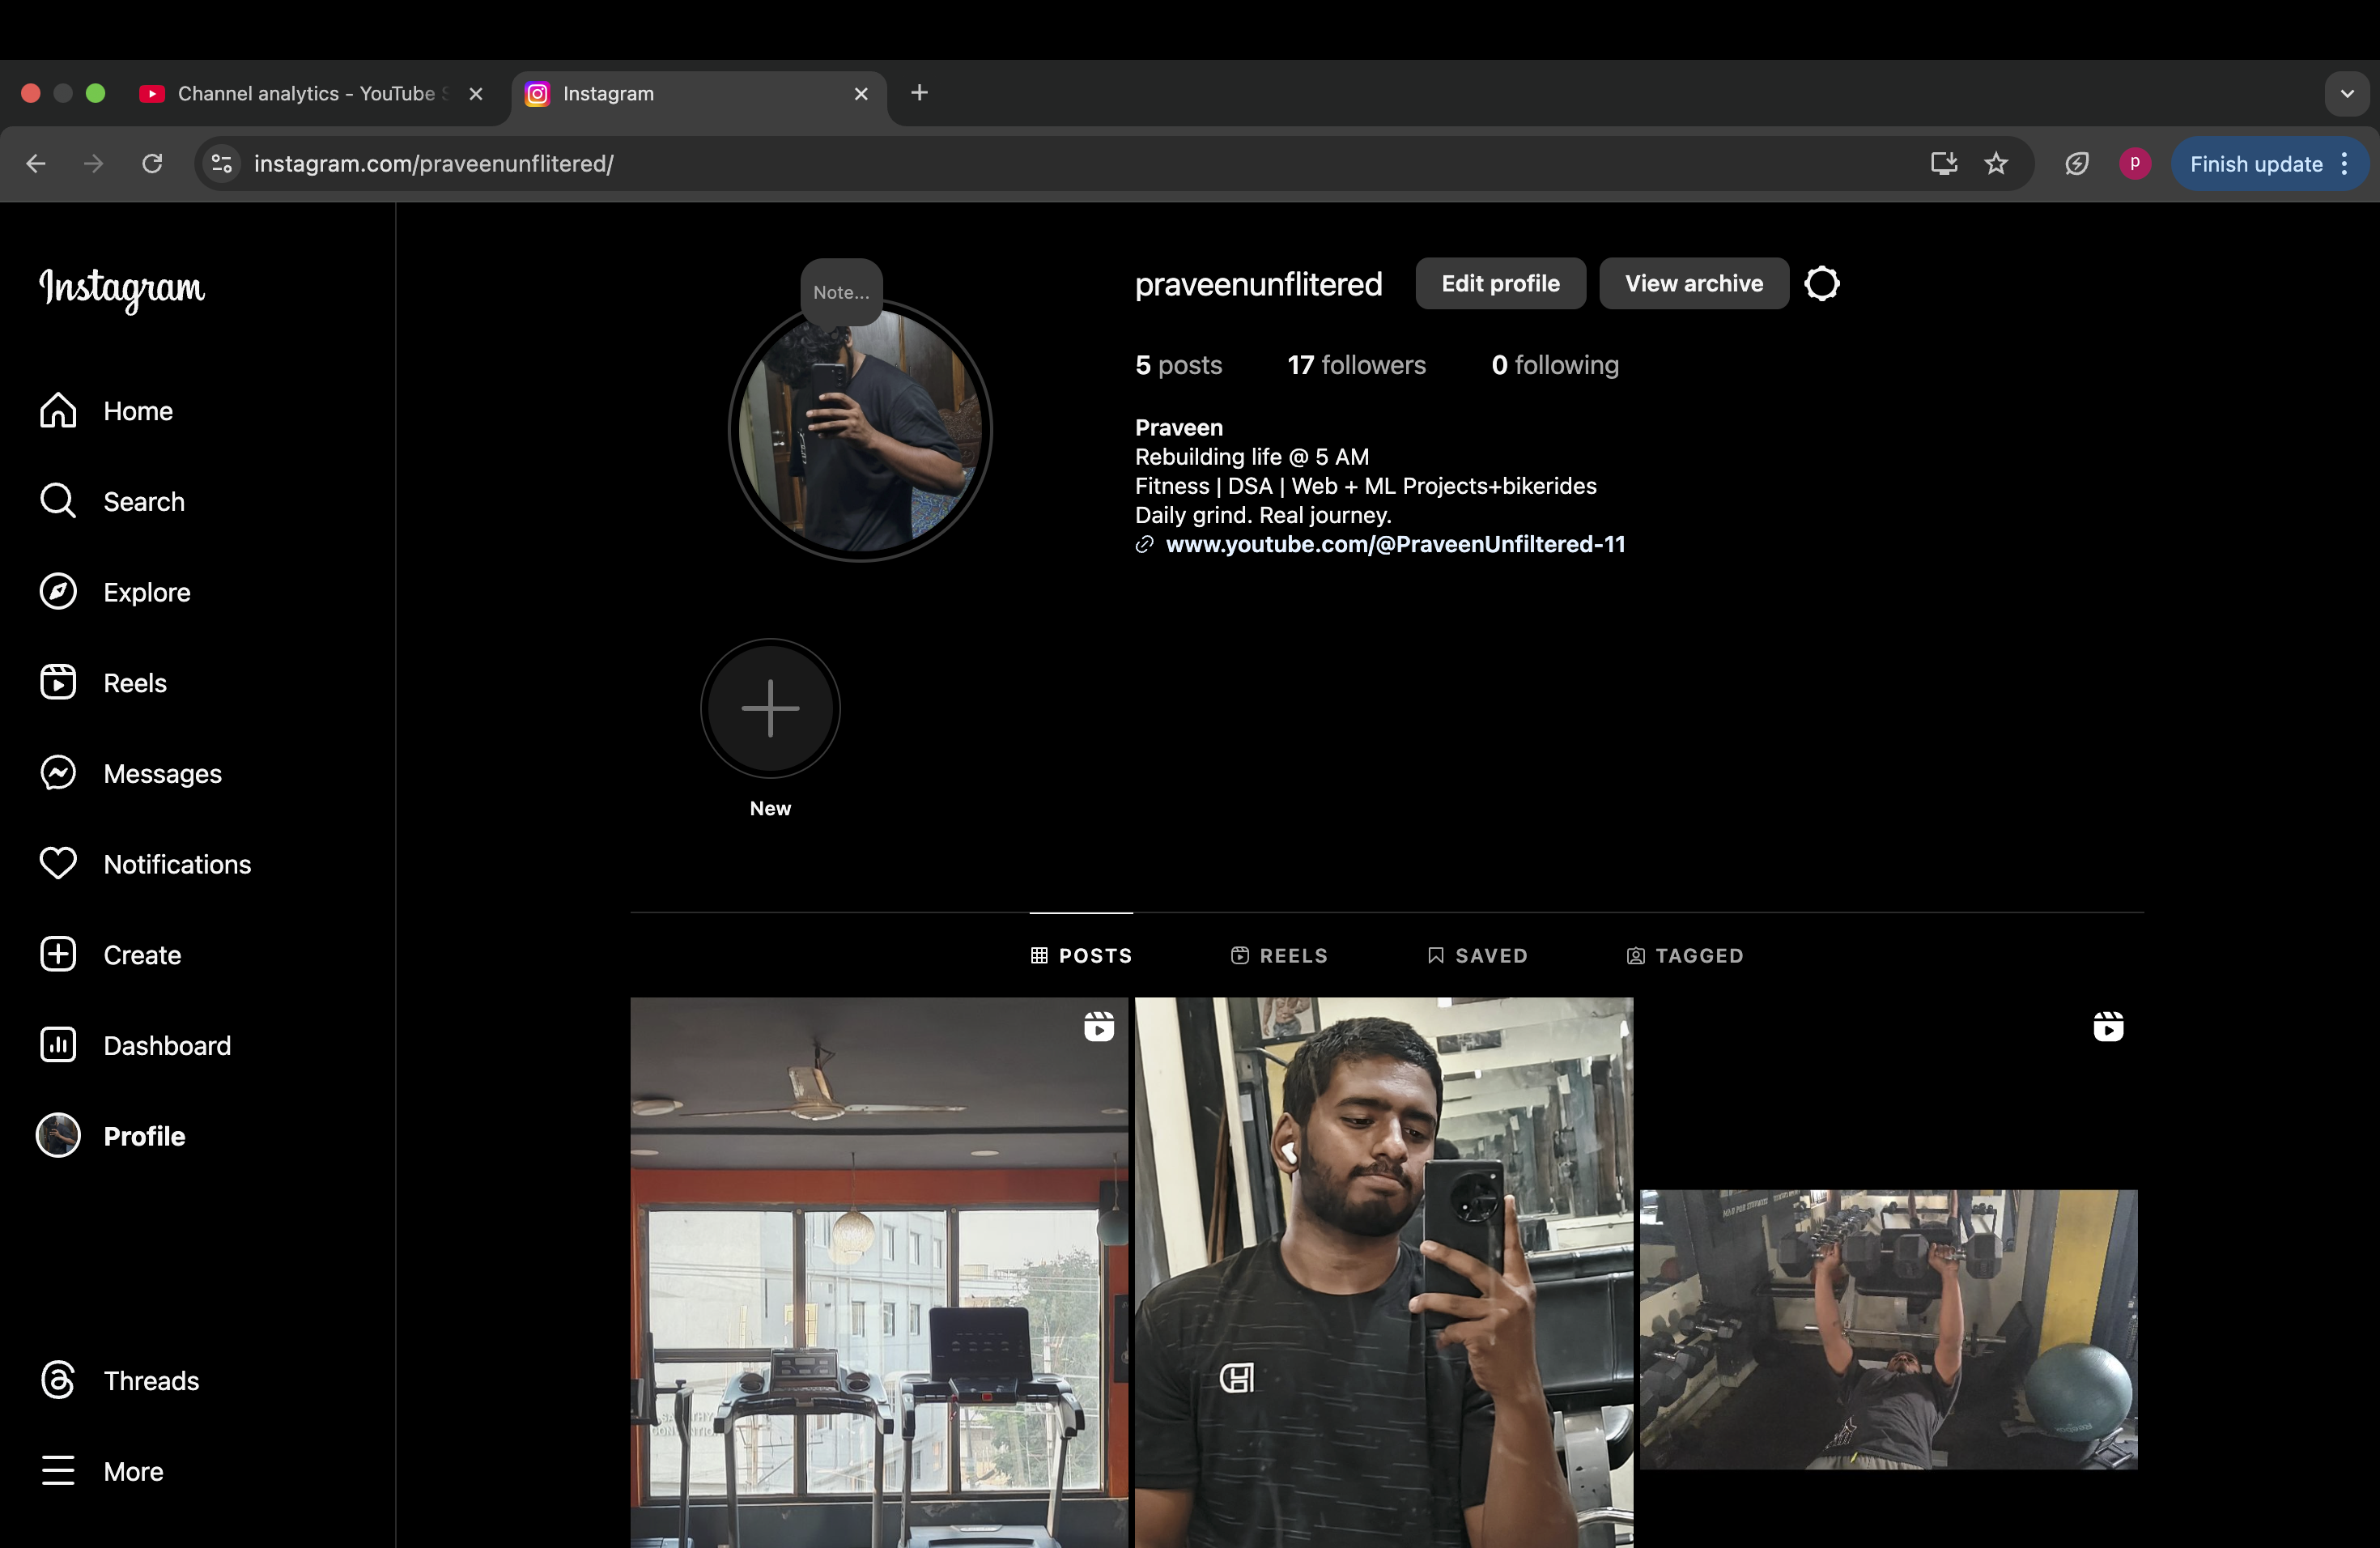 Channel analytics - YouTube S
Instagram
instagram.com/praveenunflitered/
p
Finish update
Instagram
Home
Search
Explore
Reels
Messages
Notifications
Create
Dashboard
Profile
Threads
More
Note...
praveenunflitered
Edit profile
View archive
5 posts 17 followers 0 following
Praveen
Rebuilding life @ 5 AM
Fitness | DSA | Web + ML Projects+bikerides
Daily grind. Real journey.
www.youtube.com/@PraveenUnfiltered-11
New
POSTS REELS SAVED TAGGED